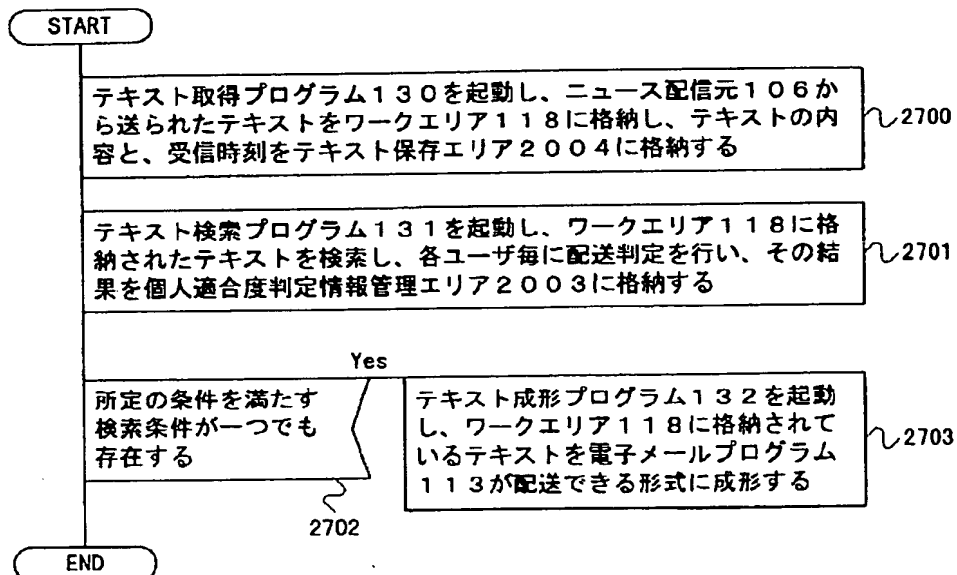 START
テキスト取得プログラム130を起動し、ニュース配信元106か
ら送られたテキストをワークエリア118に格納し、テキストの内
容と、受信時刻をテキスト保存エリア2004に格納する
2700
テキスト検索プログラム131を起動し、ワークエリア118に格
納されたテキストを検索し、各ユーザ毎に配送判定を行い、その結
果を個人適合度判定情報管理エリア2003に格納する
2701
Yes
所定の条件を満たす
検索条件が一つでも
存在する
2702
テキスト成形プログラム132を起動
し、ワークエリア118に格納されて
いるテキストを電子メールプログラム
113が配送できる形式に成形する
2703
END